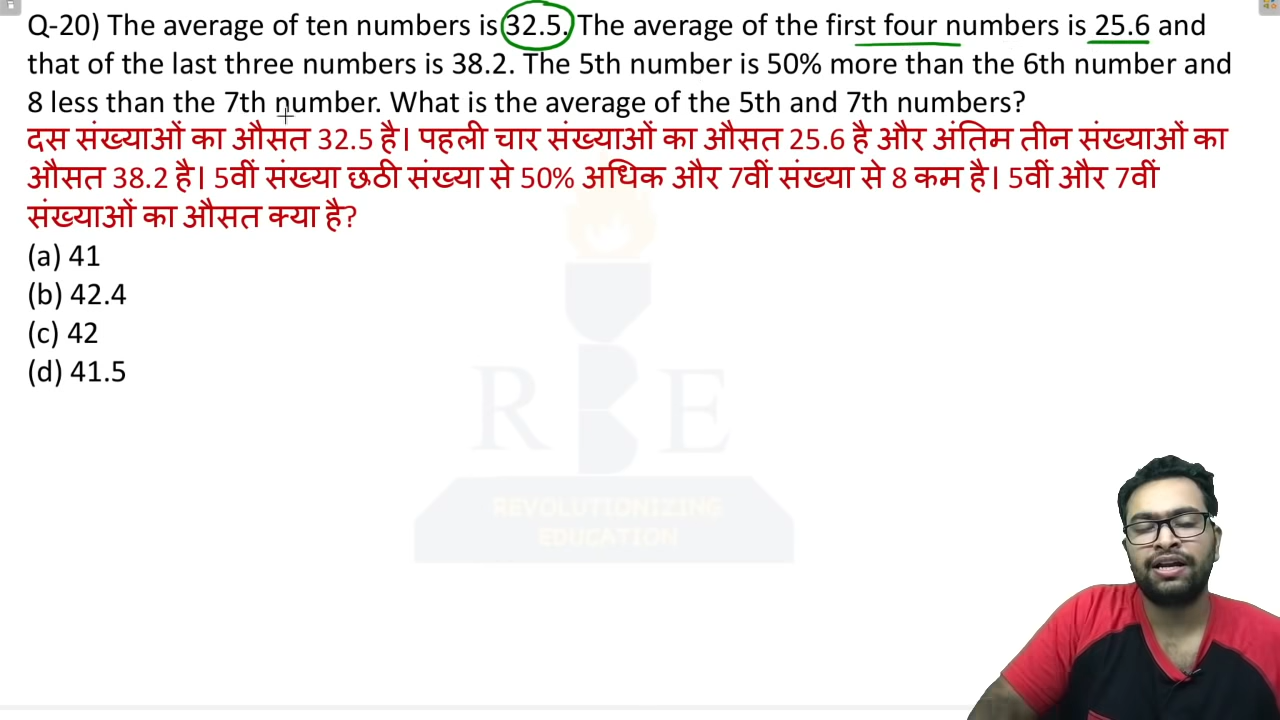 Q-20) The average of ten numbers is 32.5. The average of the first four numbers is 25.6 and
that of the last three numbers is 38.2. The 5th number is 50% more than the 6th number and
8 less than the 7th number. What is the average of the 5th and 7th numbers?
दस संख्याओं का औसत 32.5 है। पहली चार संख्याओं का औसत 25.6 है और अंतिम तीन संख्याओं का
औसत 38.2 है। 5वीं संख्या छठी संख्या से 50% अधिक और 7वीं संख्या से 8 कम है। 5वीं और 7वीं
संख्याओं का औसत क्या है?
(a) 41
(b) 42.4
(c) 42
(d) 41.5
R B E
REVOLUTIONIZING
EDUCATION